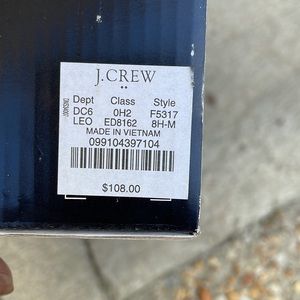 J.CREW
Dept Class Style
DC6 0H2 F5317
LEO ED8162 8H-M
MADE IN VIETNAM
099104397104
$108.00